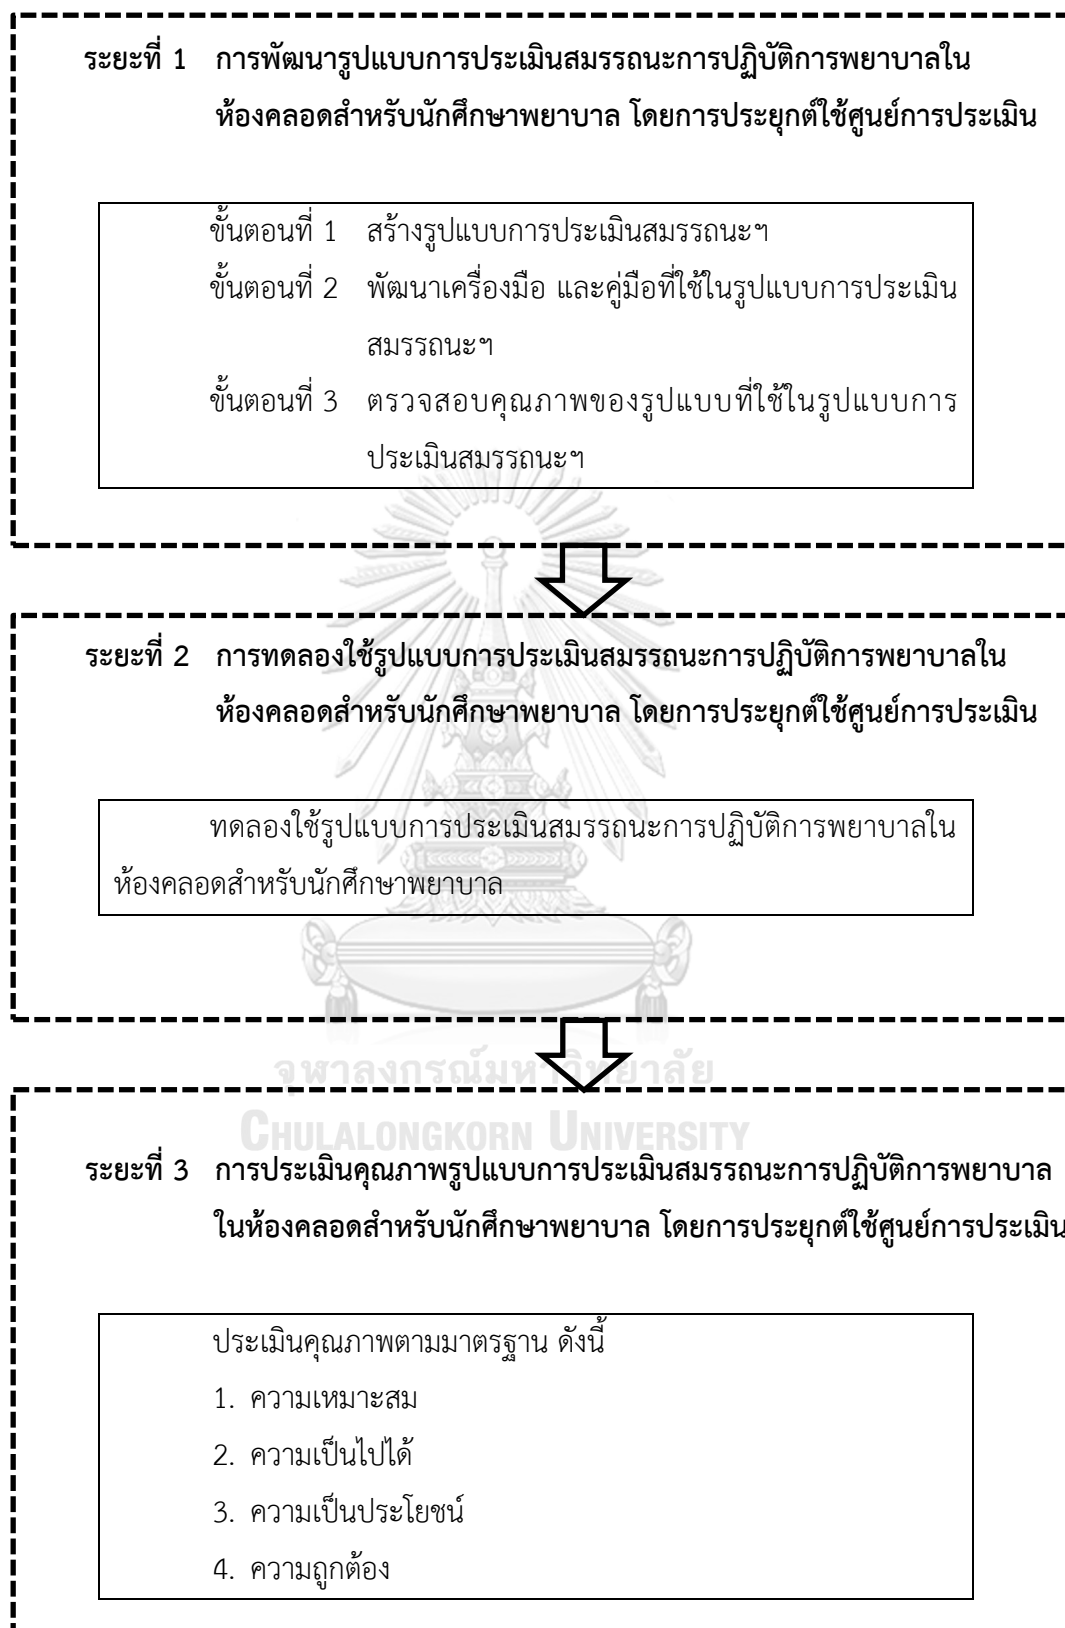 ระยะที่ 1 การพัฒนารูปแบบการประเมินสมรรถนะการปฏิบัติการพยาบาลใน
ห้องคลอดสำหรับนักศึกษาพยาบาล โดยการประยุกต์ใช้ศูนย์การประเมิน
ขั้นตอนที่ 1 สร้างรูปแบบการประเมินสมรรถนะฯ
ขั้นตอนที่ 2 พัฒนาเครื่องมือ และคู่มือที่ใช้ในรูปแบบการประเมิน
สมรรถนะฯ
ขั้นตอนที่ 3 ตรวจสอบคุณภาพของรูปแบบที่ใช้ในรูปแบบการ
ประเมินสมรรถนะฯ
ระยะที่ 2 การทดลองใช้รูปแบบการประเมินสมรรถนะการปฏิบัติการพยาบาลใน
ห้องคลอดสำหรับนักศึกษาพยาบาล โดยการประยุกต์ใช้ศูนย์การประเมิน
ทดลองใช้รูปแบบการประเมินสมรรถนะการปฏิบัติการพยาบาลใน
ห้องคลอดสำหรับนักศึกษาพยาบาล
จุฬาลงกรณ์มหาวิทยาลัย
CHULALONGKORN UNIVERSITY
ระยะที่ 3 การประเมินคุณภาพรูปแบบการประเมินสมรรถนะการปฏิบัติการพยาบาล
ในห้องคลอดสำหรับนักศึกษาพยาบาล โดยการประยุกต์ใช้ศูนย์การประเมิน
ประเมินคุณภาพตามมาตรฐาน ดังนี้
1. ความเหมาะสม
2. ความเป็นไปได้
3. ความเป็นประโยชน์
4. ความถูกต้อง